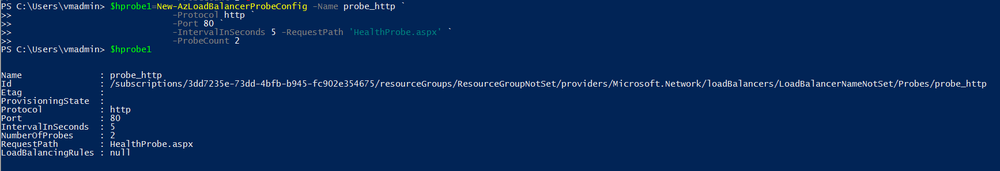 PS C:\Users\vmadmin> $hprobe1=New-AzLoadBalancerProbeConfig -Name probe_http `
>>                                -Protocol http `
>>                                -Port 80 `
>>                                -IntervalInSeconds 5 -RequestPath 'HealthProbe.aspx' `
>>                                -ProbeCount 2
PS C:\Users\vmadmin> $hprobe1
Name               : probe_http
Id                 : /subscriptions/3dd7235e-73dd-4bfb-b945-fc902e354675/resourceGroups/ResourceGroupNotSet/providers/Microsoft.Network/loadBalancers/LoadBalancerNameNotSet/Probes/probe_http
Etag               :
ProvisioningState  :
Protocol           : http
Port               : 80
IntervalInSeconds  : 5
NumberOfProbes     : 2
RequestPath        : HealthProbe.aspx
LoadBalancingRules : null